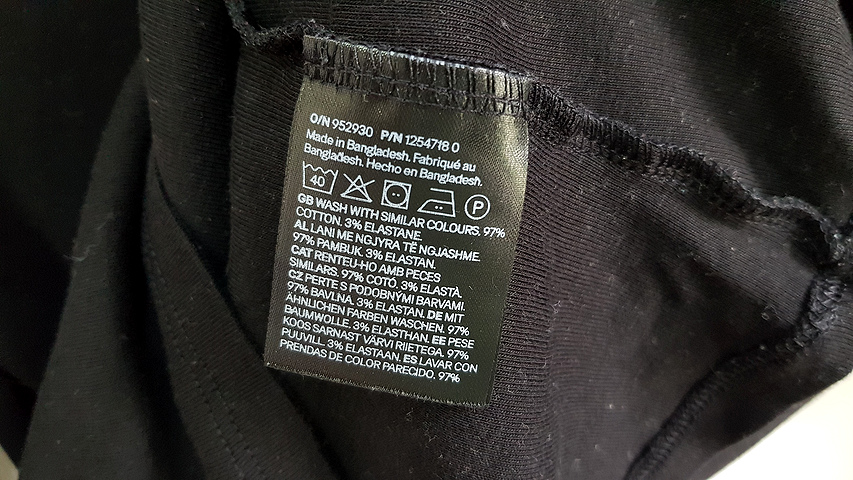 O/N 952930 P/N 1254718 0
Made in Bangladesh. Fabriqué au
Bangladesh. Hecho en Bangladesh.
40 P
GB WASH WITH SIMILAR COLOURS. 97%
COTTON. 3% ELASTANE.
AL LANI ME NGJYRA TË NGJASHME.
97% PAMBUK. 3% ELASTAN.
CAT RENTEU-HO AMB PECES
SIMILARS. 97% COTÓ. 3% ELASTÀ.
CZ PERTE S PODOBNÝMI BARVAMI.
97% BAVLNA. 3% ELASTAN. DE MIT
ÄHNLICHEN FARBEN WASCHEN. 97%
BAUMWOLLE. 3% ELASTHAN. EE PESE
KOOS SARNAST VÄRVI RIIETEGA. 97%
PUUVILL. 3% ELASTAAN. ES LAVAR CON
PRENDAS DE COLOR PARECIDO. 97%